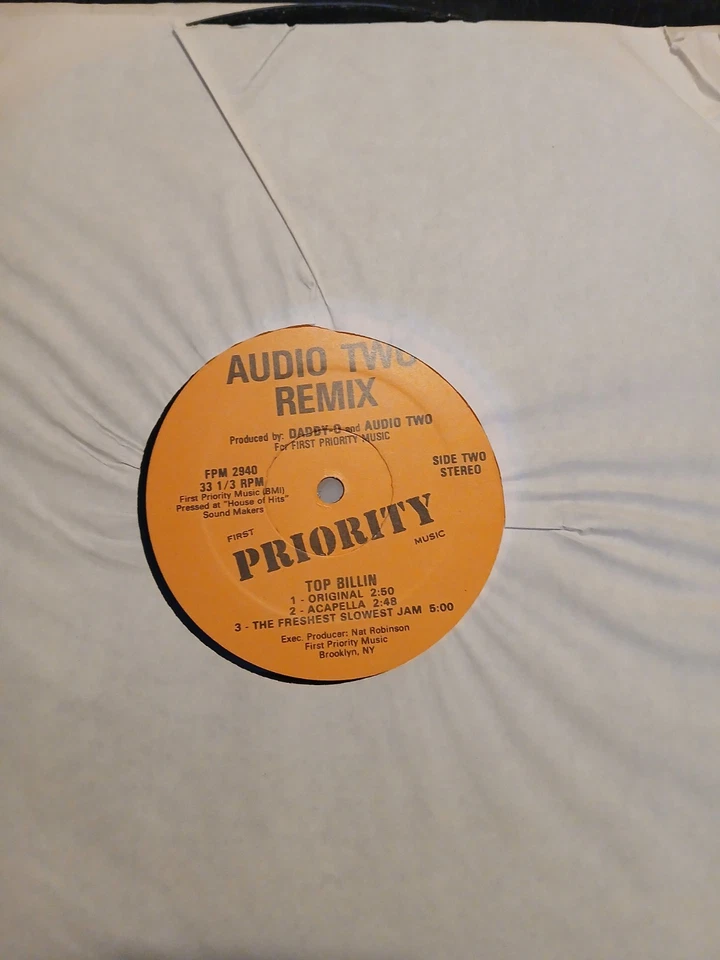 AUDIO TWO
REMIX
Produced by: DADDY-O and AUDIO TWO
For FIRST PRIORITY MUSIC
FPM 2940
33 1/3 RPM
First Priority Music (BMI)
Pressed at "House of Hits"
Sound Makers
SIDE TWO
STEREO
FIRST
PRIORITY
MUSIC
TOP BILLIN
1 - ORIGINAL 2:50
2 - ACAPELLA 2:48
3 - THE FRESHEST SLOWEST JAM 5:00
Exec. Producer: Nat Robinson
First Priority Music
Brooklyn, NY